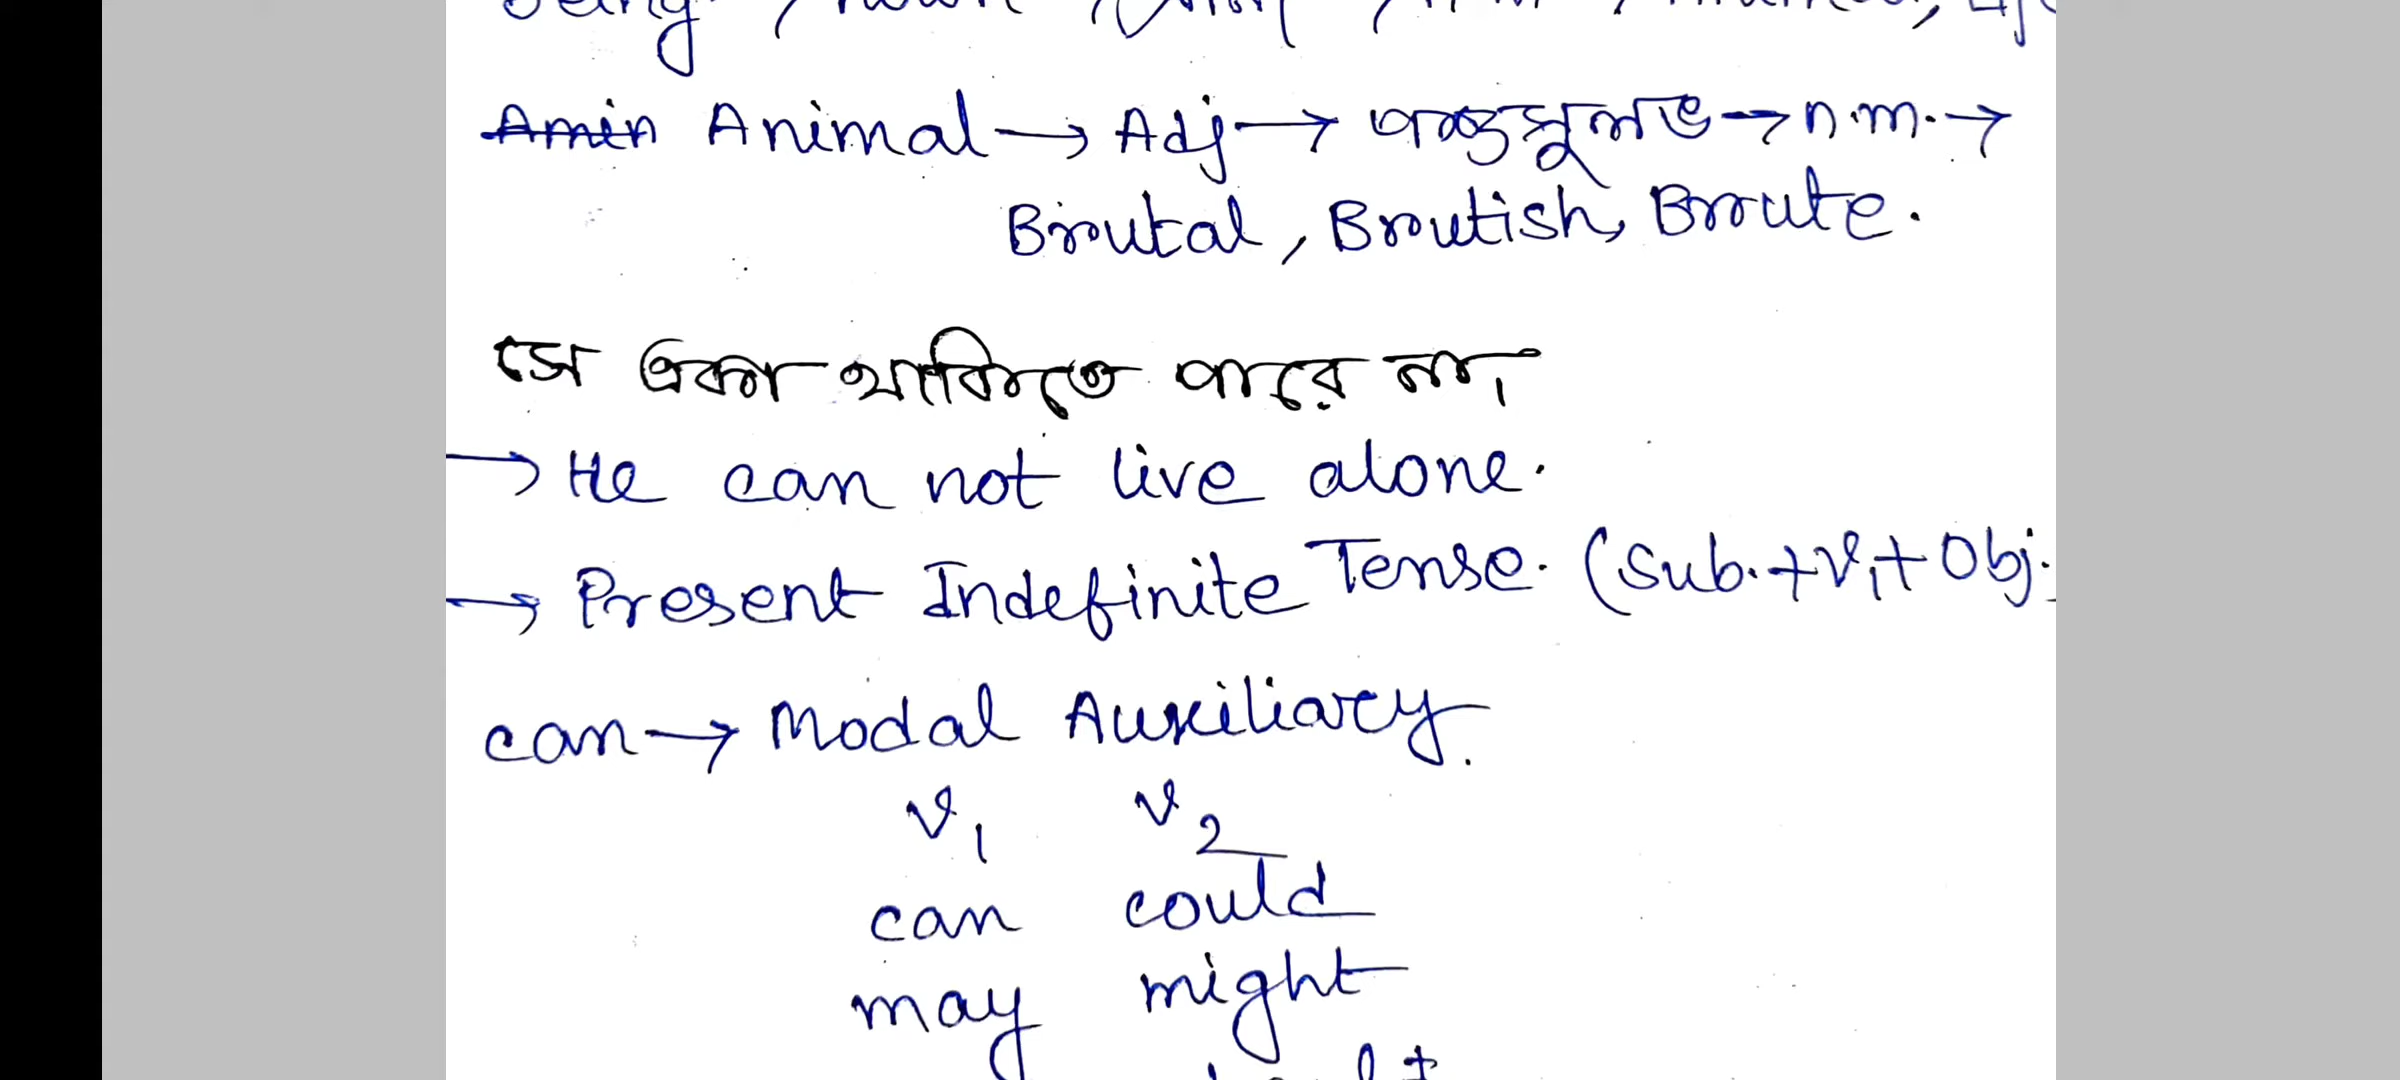 Amin Animal → Adj → পশুসুলভ → n.m. →
Brutal, Brutish, Brute.
সে একা থাকিতে পারে না।
→ He can not live alone.
→ Present Indefinite Tense. (Sub.+V1+Obj.
can → Modal Auxiliary.
V1 V2
can could
may might